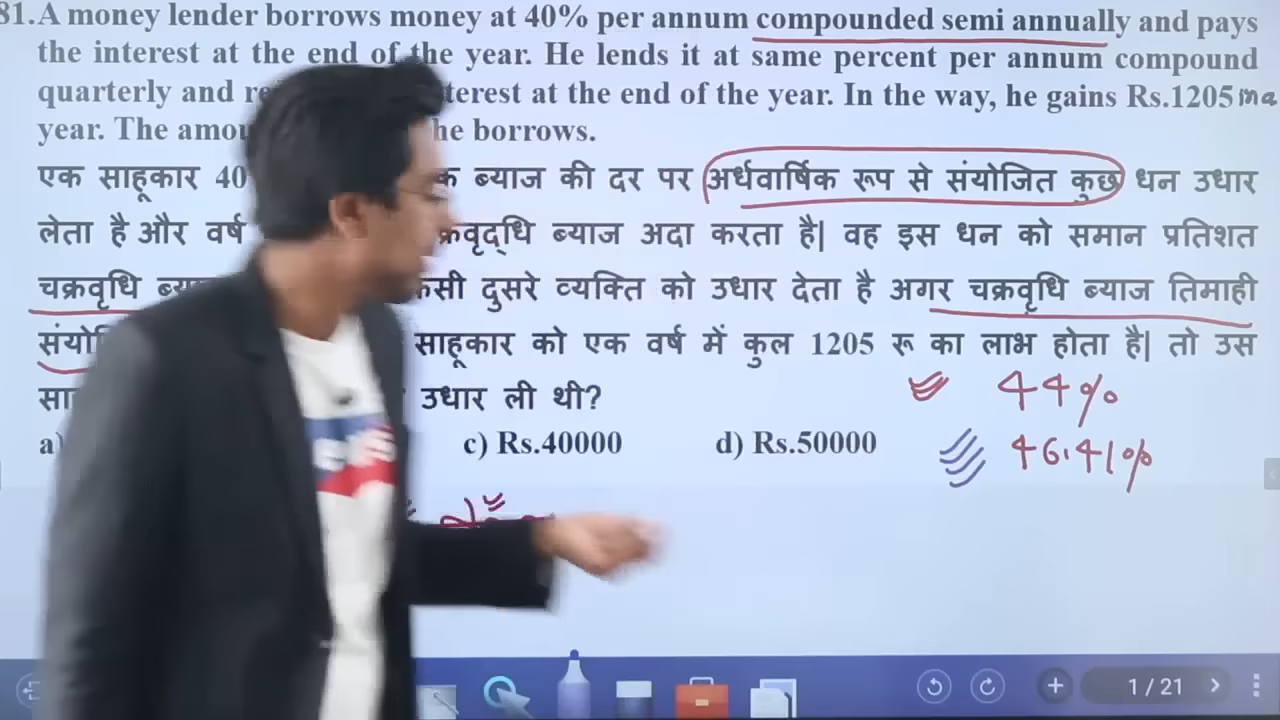 81.A money lender borrows money at 40% per annum compounded semi annually and pays
the interest at the end of the year. He lends it at same percent per annum compound
quarterly and terest at the end of the year. In the way, he gains Rs.1205 in a
year. The amou he borrows.
एक साहूकार 40 क ब्याज की दर पर अर्धवार्षिक रूप से संयोजित कुछ धन उधार
लेता है और वर्ष क्रवृद्धि ब्याज अदा करता है| वह इस धन को समान प्रतिशत
चक्रवृधि ब्या किसी दुसरे व्यक्ति को उधार देता है अगर चक्रवृधि ब्याज तिमाही
संयो साहूकार को एक वर्ष में कुल 1205 रू का लाभ होता है| तो उस
सा उधार ली थी?
a) c) Rs.40000 d) Rs.50000
44%
46.41%
1 / 21